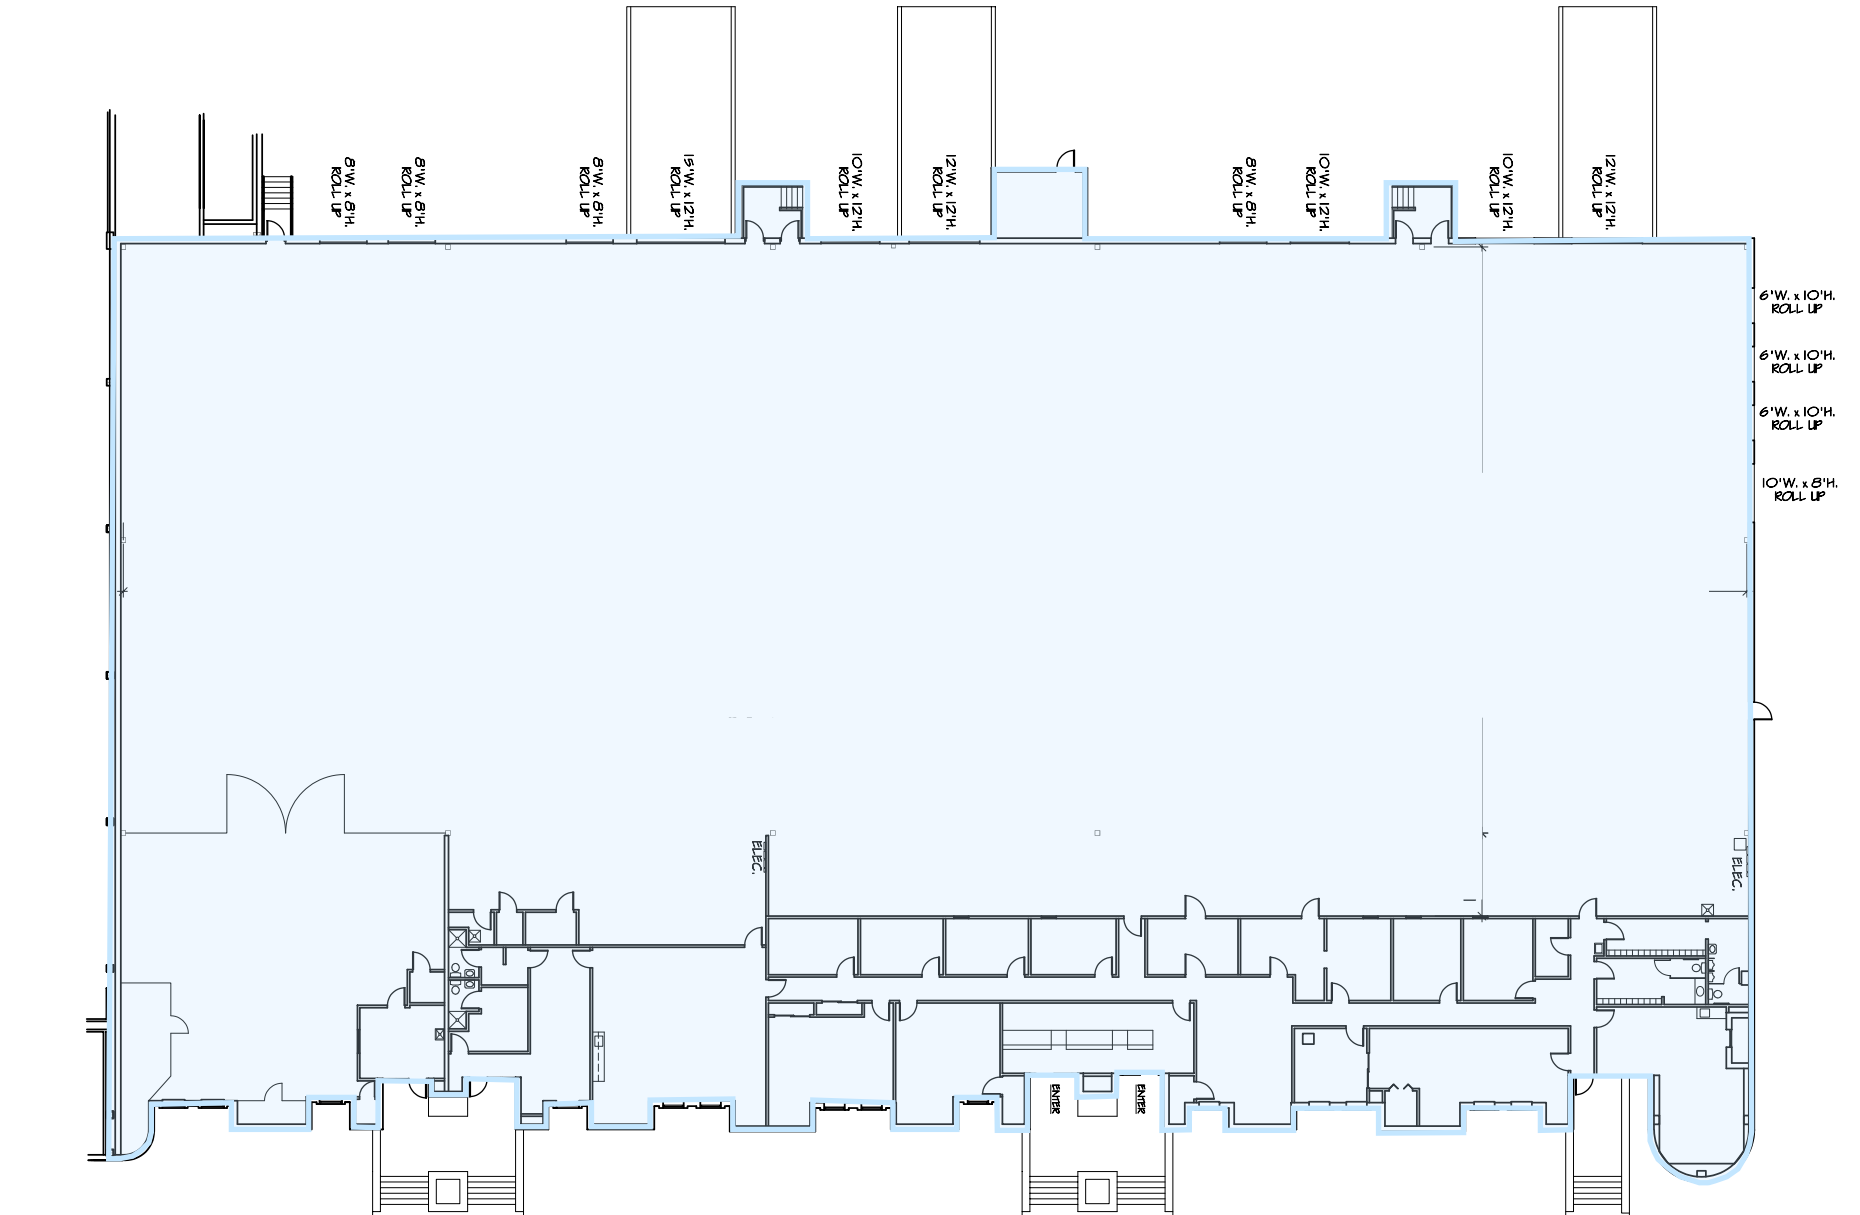 8'W. x 8'H.
ROLL UP
8'W. x 8'H.
ROLL UP
8'W. x 8'H.
ROLL UP
15'W. x 12'H.
ROLL UP
10'W. x 12'H.
ROLL UP
12'W. x 12'H.
ROLL UP
8'W. x 8'H.
ROLL UP
10'W. x 12'H.
ROLL UP
10'W. x 12'H.
ROLL UP
12'W. x 12'H.
ROLL UP
6'W. x 10'H.
ROLL UP
6'W. x 10'H.
ROLL UP
6'W. x 10'H.
ROLL UP
10'W. x 8'H.
ROLL UP
ELEC.
ELEC.
ENTER
ENTER